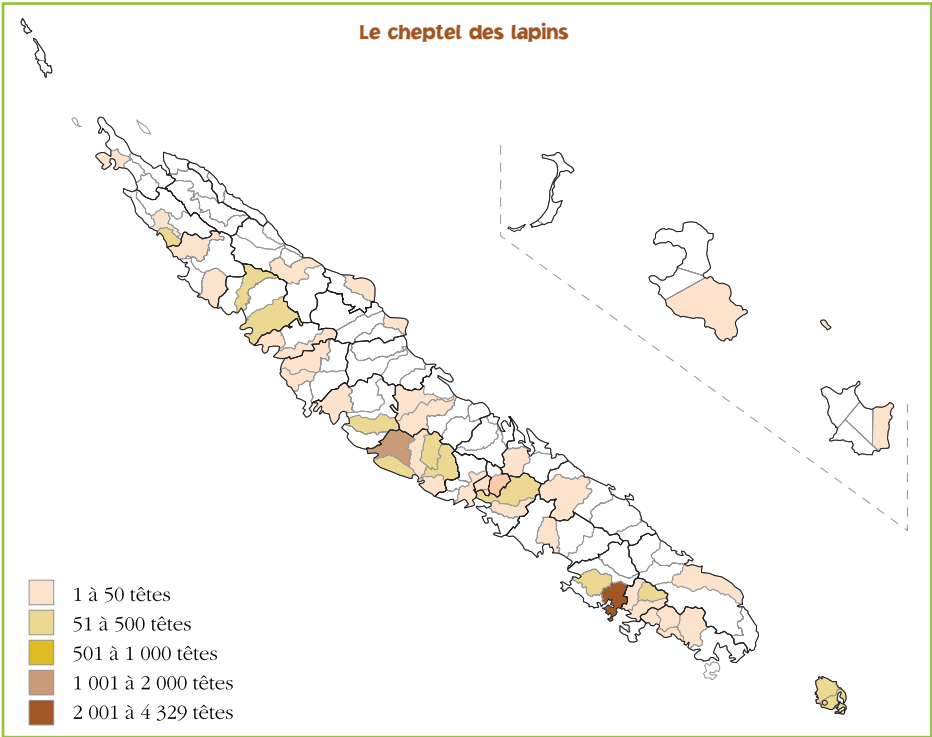 Le cheptel des lapins
1 à 50 têtes
51 à 500 têtes
501 à 1 000 têtes
1 001 à 2 000 têtes
2 001 à 4 329 têtes